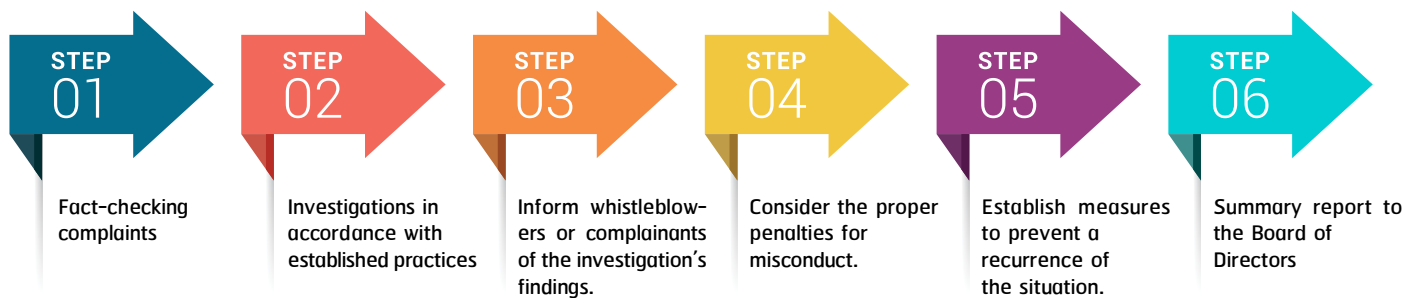 STEP
01
Fact-checking
complaints
STEP
02
Investigations in
accordance with
established practices
STEP
03
Inform whistleblow-
ers or complainants
of the investigation's
findings.
STEP
04
Consider the proper
penalties for
misconduct.
STEP
05
Establish measures
to prevent a
recurrence of
the situation.
STEP
06
Summary report to
the Board of
Directors